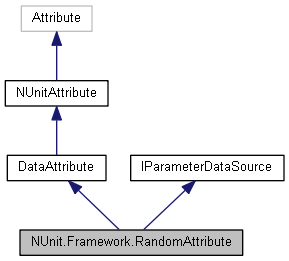 Attribute
NUnitAttribute
DataAttribute
IParameterDataSource
NUnit.Framework.RandomAttribute